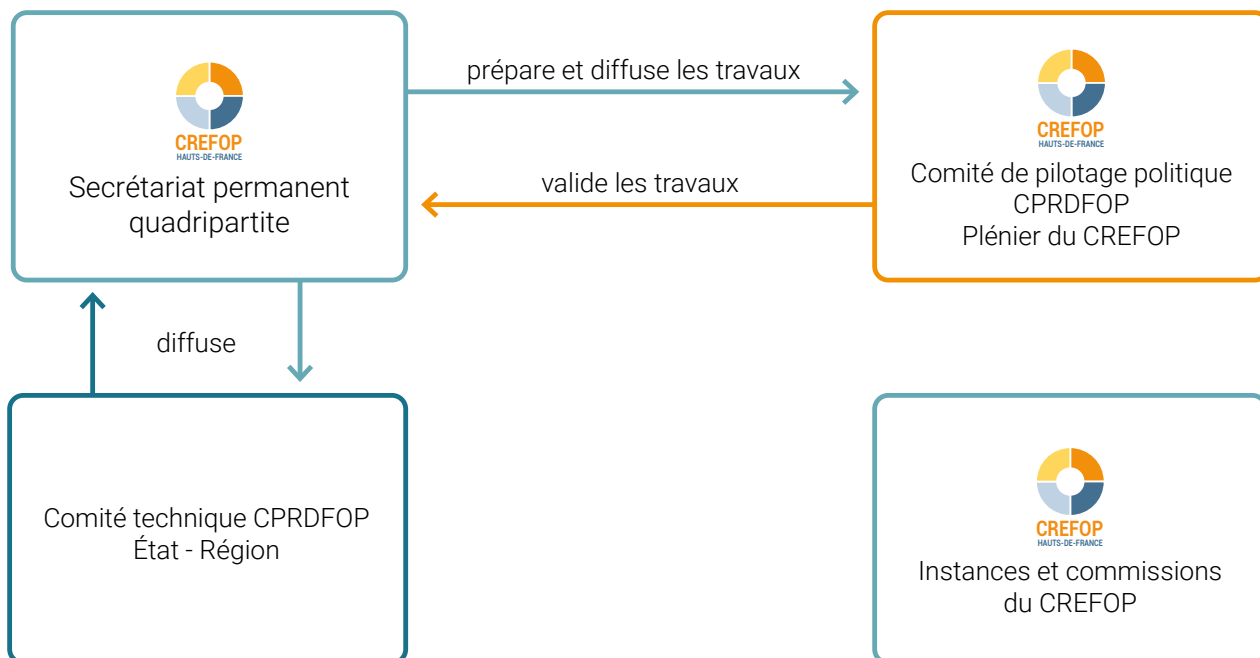 CREFOP
HAUTS-DE-FRANCE
Secrétariat permanent
quadripartite
prépare et diffuse les travaux
valide les travaux
CREFOP
HAUTS-DE-FRANCE
Comité de pilotage politique
CPRDFOP
Plénier du CREFOP
diffuse
Comité technique CPRDFOP
État - Région
CREFOP
HAUTS-DE-FRANCE
Instances et commissions
du CREFOP